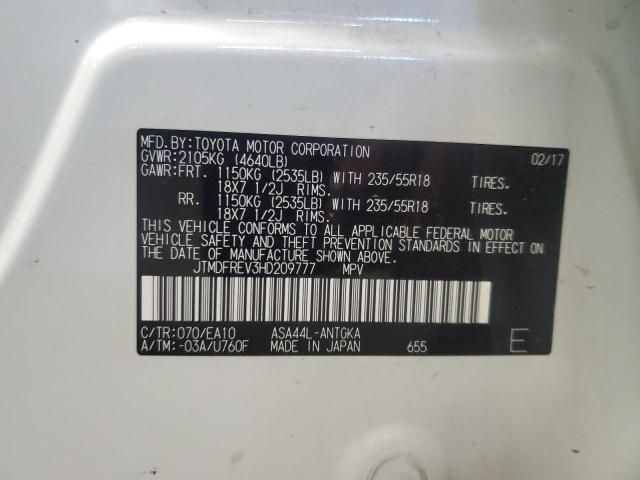 MFD.BY:TOYOTA MOTOR CORPORATION 02/17
GVWR:2105KG (4640LB)
GAWR:FRT. 1150KG (2535LB) WITH 235/55R18 TIRES.
18X7 1/2J RIMS.
RR. 1150KG (2535LB) WITH 235/55R18 TIRES.
18X7 1/2J RIMS.
THIS VEHICLE CONFORMS TO ALL APPLICABLE FEDERAL MOTOR
VEHICLE SAFETY AND THEFT PREVENTION STANDARDS IN EFFECT ON
THE DATE OF MANUFACTURE SHOWN ABOVE.
JTMDFREV3HD209777 MPV
C/TR:070/EA10 ASA44L-ANTGKA
A/TM:-03A/U760F MADE IN JAPAN 655 E